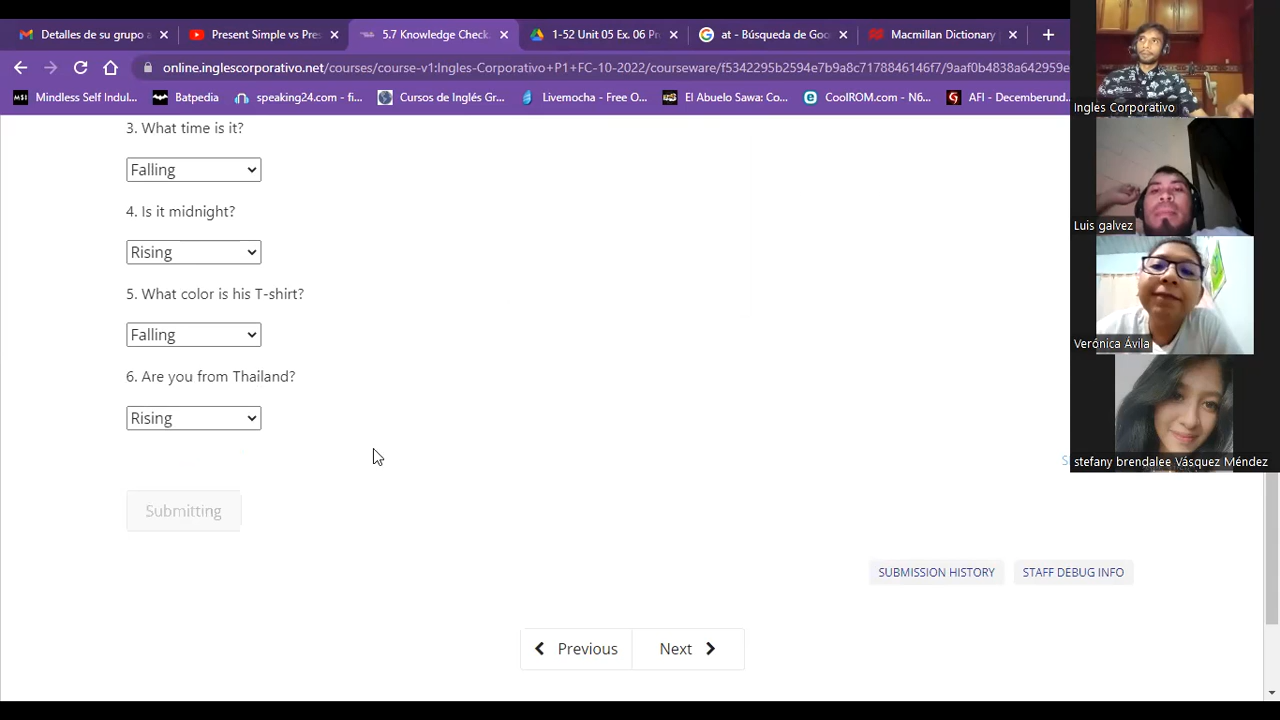 Detalles de su grupo a
Present Simple vs Pres
5.7 Knowledge Check
1-52 Unit 05 Ex. 06 Pr
at - Búsqueda de Goo
Macmillan Dictionary
online.inglescorporativo.net/courses/course-v1:Ingles-Corporativo+P1+FC-10-2022/courseware/f5342295b2594e7b9a8c7178846146f7/9aaf0b4838a642959e
Mindless Self Indul...
Batpedia
speaking24.com - fi...
Cursos de Inglés Gr...
Livemocha - Free O...
El Abuelo Sawa: Co...
CoolROM.com - N6...
AFI - Decemberund
3. What time is it?
Falling
4. Is it midnight?
Rising
5. What color is his T-shirt?
Falling
6. Are you from Thailand?
Rising
Submitting
SUBMISSION HISTORY
STAFF DEBUG INFO
Previous
Next
Ingles Corporativo
Luis galvez
Verónica Ávila
stefany brendalee Vásquez Méndez